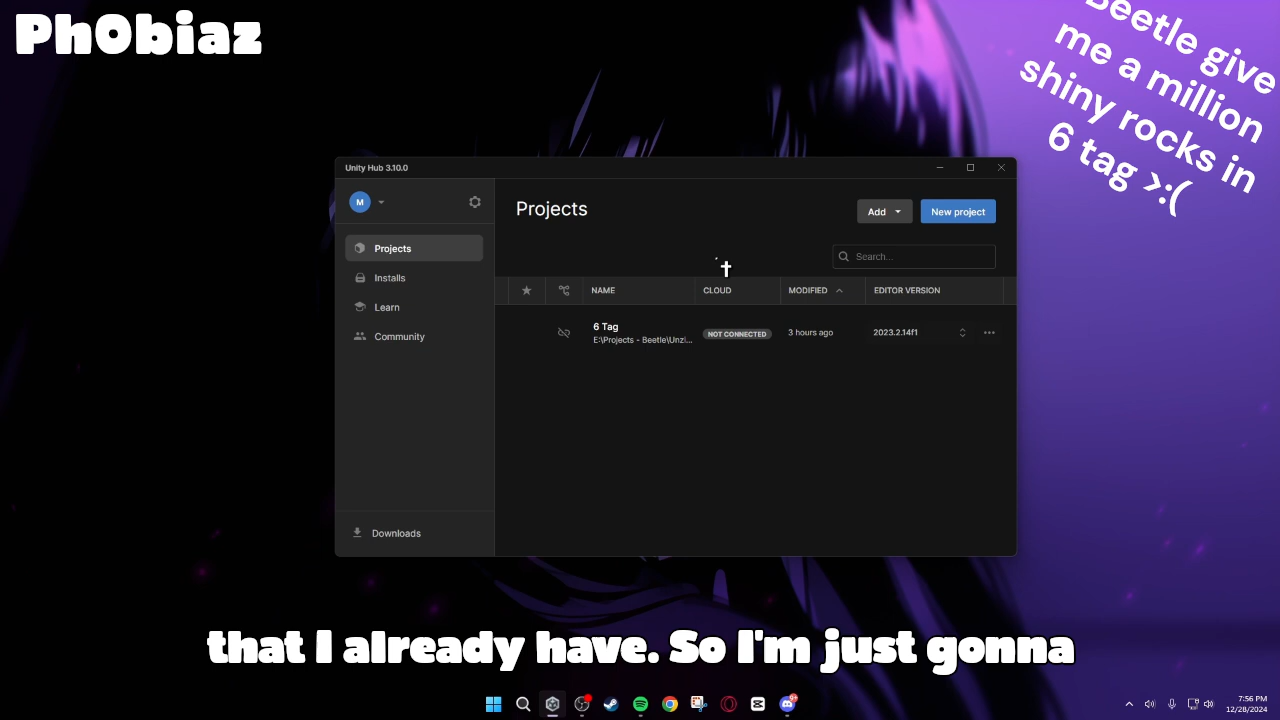 PhObiaz
Beetle give
me a million
shiny rocks in
6 tag >:(
Unity Hub 3.10.0
M
Projects
Add
New project
Projects
Search...
Installs
NAME
CLOUD
MODIFIED
EDITOR VERSION
Learn
6 Tag
NOT CONNECTED
3 hours ago
2023.2.14f1
E:\Projects - Beetle\Unzi...
Community
Downloads
that I already have. So I'm just gonna
9+
7:56 PM
12/28/2024